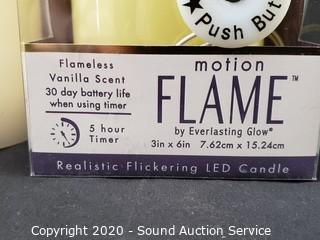 Push But
Flameless
Vanilla Scent
30 day battery life
when using timer
5 hour
Timer
motion
FLAME™
by Everlasting Glow®
3in x 6in 7.62cm x 15.24cm
Realistic Flickering LED Candle
Copyright 2020 - Sound Auction Service